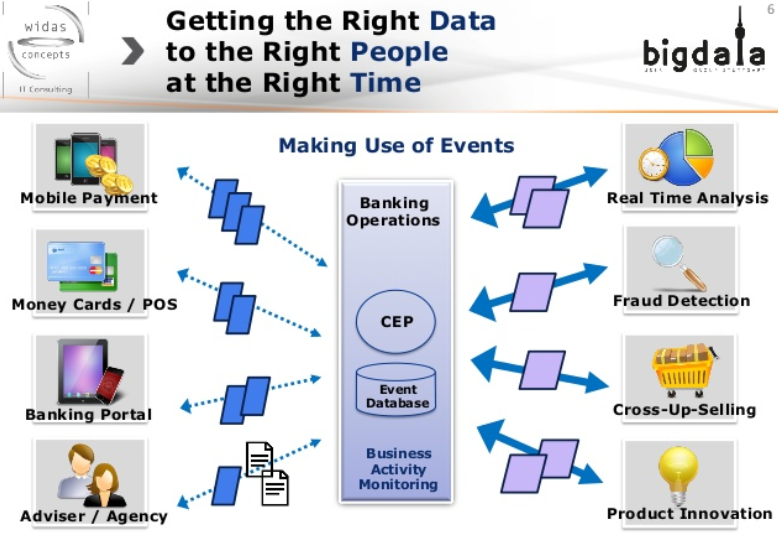 6
widas
concepts
IT Consulting
Getting the Right Data
to the Right People
at the Right Time
bigdata
Making Use of Events
Mobile Payment
Money Cards / POS
Banking Portal
Adviser / Agency
Banking
Operations
CEP
Event
Database
Business
Activity
Monitoring
Real Time Analysis
Fraud Detection
Cross-Up-Selling
Product Innovation